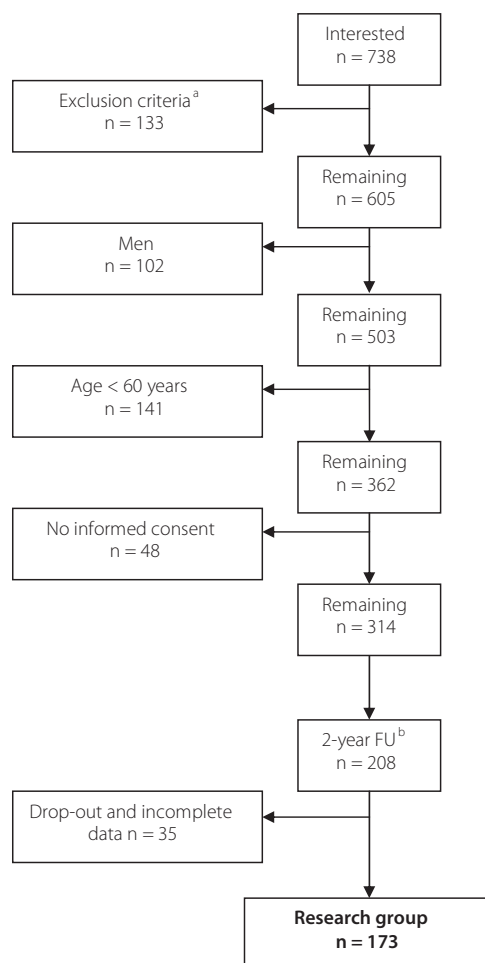 Interested
n = 738
Exclusion criteria a
n = 133
Remaining
n = 605
Men
n = 102
Remaining
n = 503
Age < 60 years
n = 141
Remaining
n = 362
No informed consent
n = 48
Remaining
n = 314
2-year FU b
n = 208
Drop-out and incomplete
data n = 35
Research group
n = 173